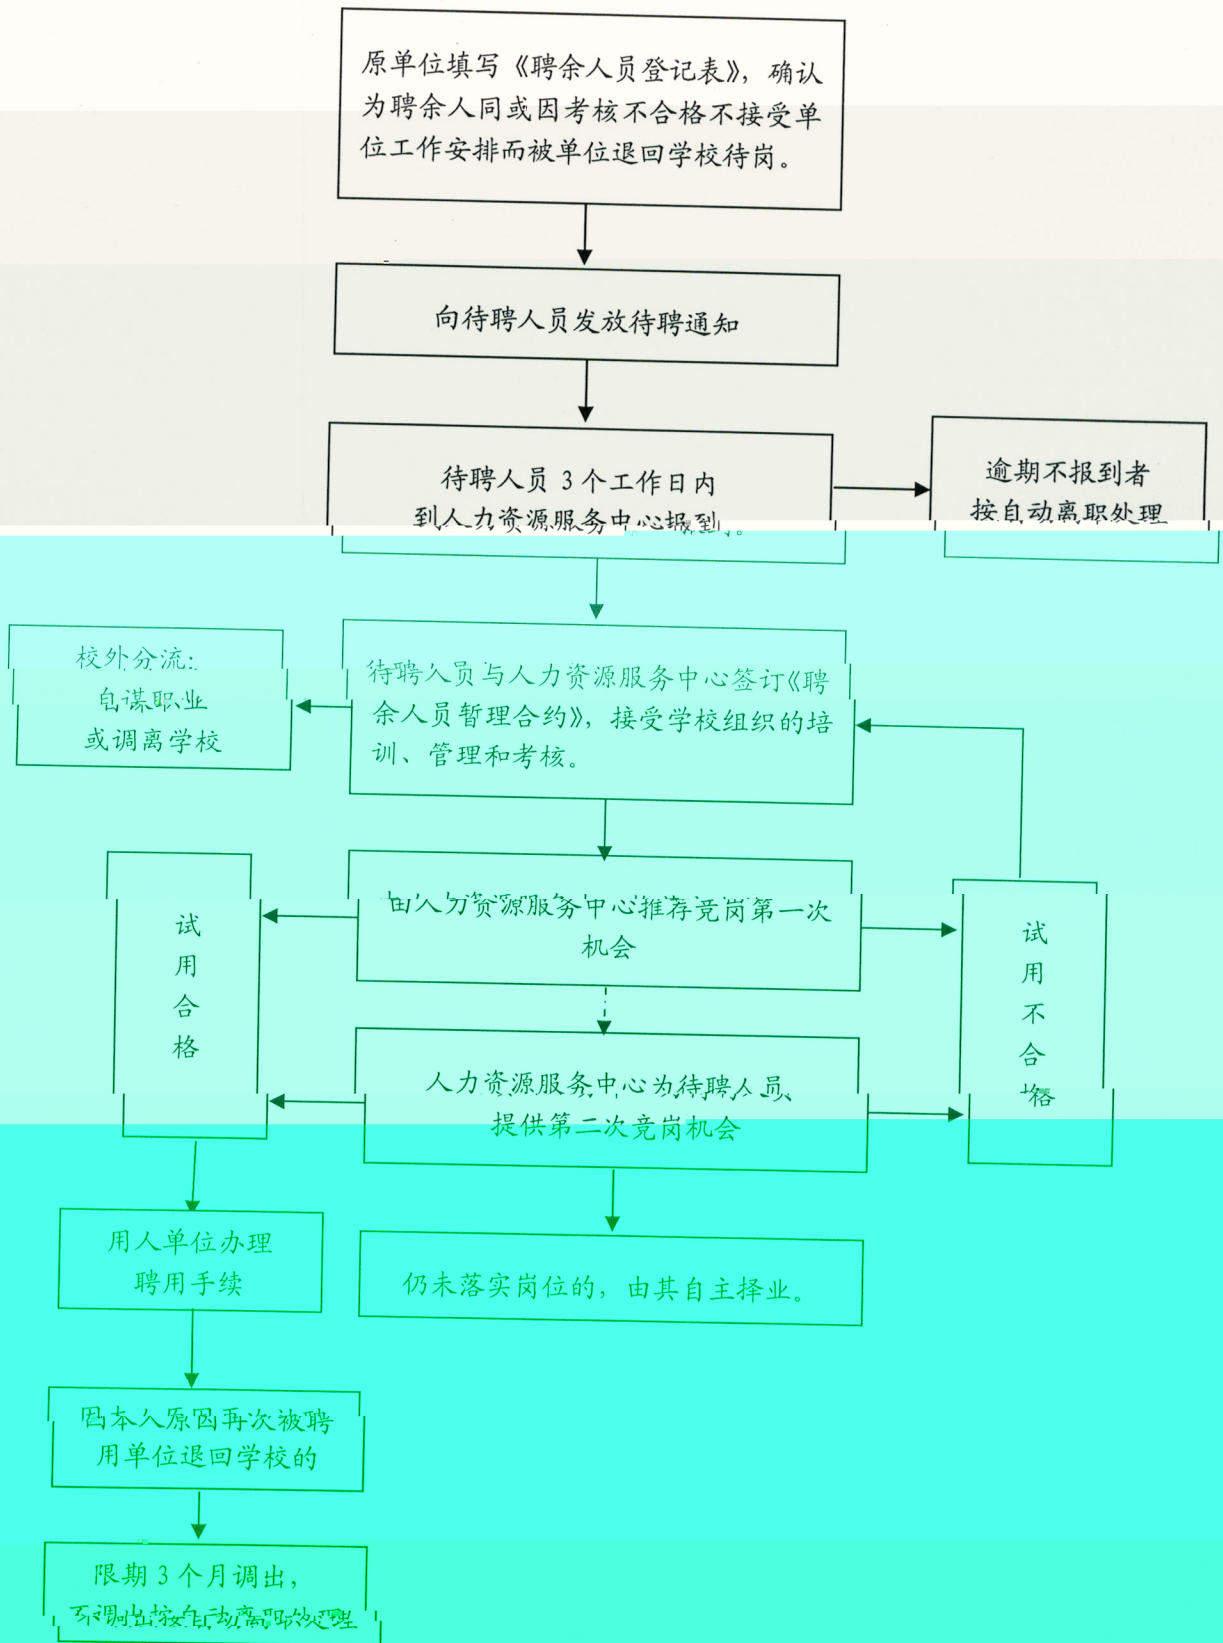 原单位填写《聘余人员登记表》，确认
为聘余人同或因考核不合格不接受单
位工作安排而被单位退回学校待岗。
向待聘人员发放待聘通知
待聘人员 3 个工作日内
到人力资源服务中心报到。
逾期不报到者
按自动离职处理
校外分流：
自谋职业
或调离学校
待聘人员与人力资源服务中心签订《聘
余人员暂理合约》，接受学校组织的培
训、管理和考核。
试用合格
由人力资源服务中心推荐竞岗第一次
机会
试用不合格
人力资源服务中心为待聘人员
提供第二次竞岗机会
用人单位办理
聘用手续
仍未落实岗位的，由其自主择业。
因本人原因再次被聘
用单位退回学校的
限期 3 个月调出，
不调出按自动离职处理